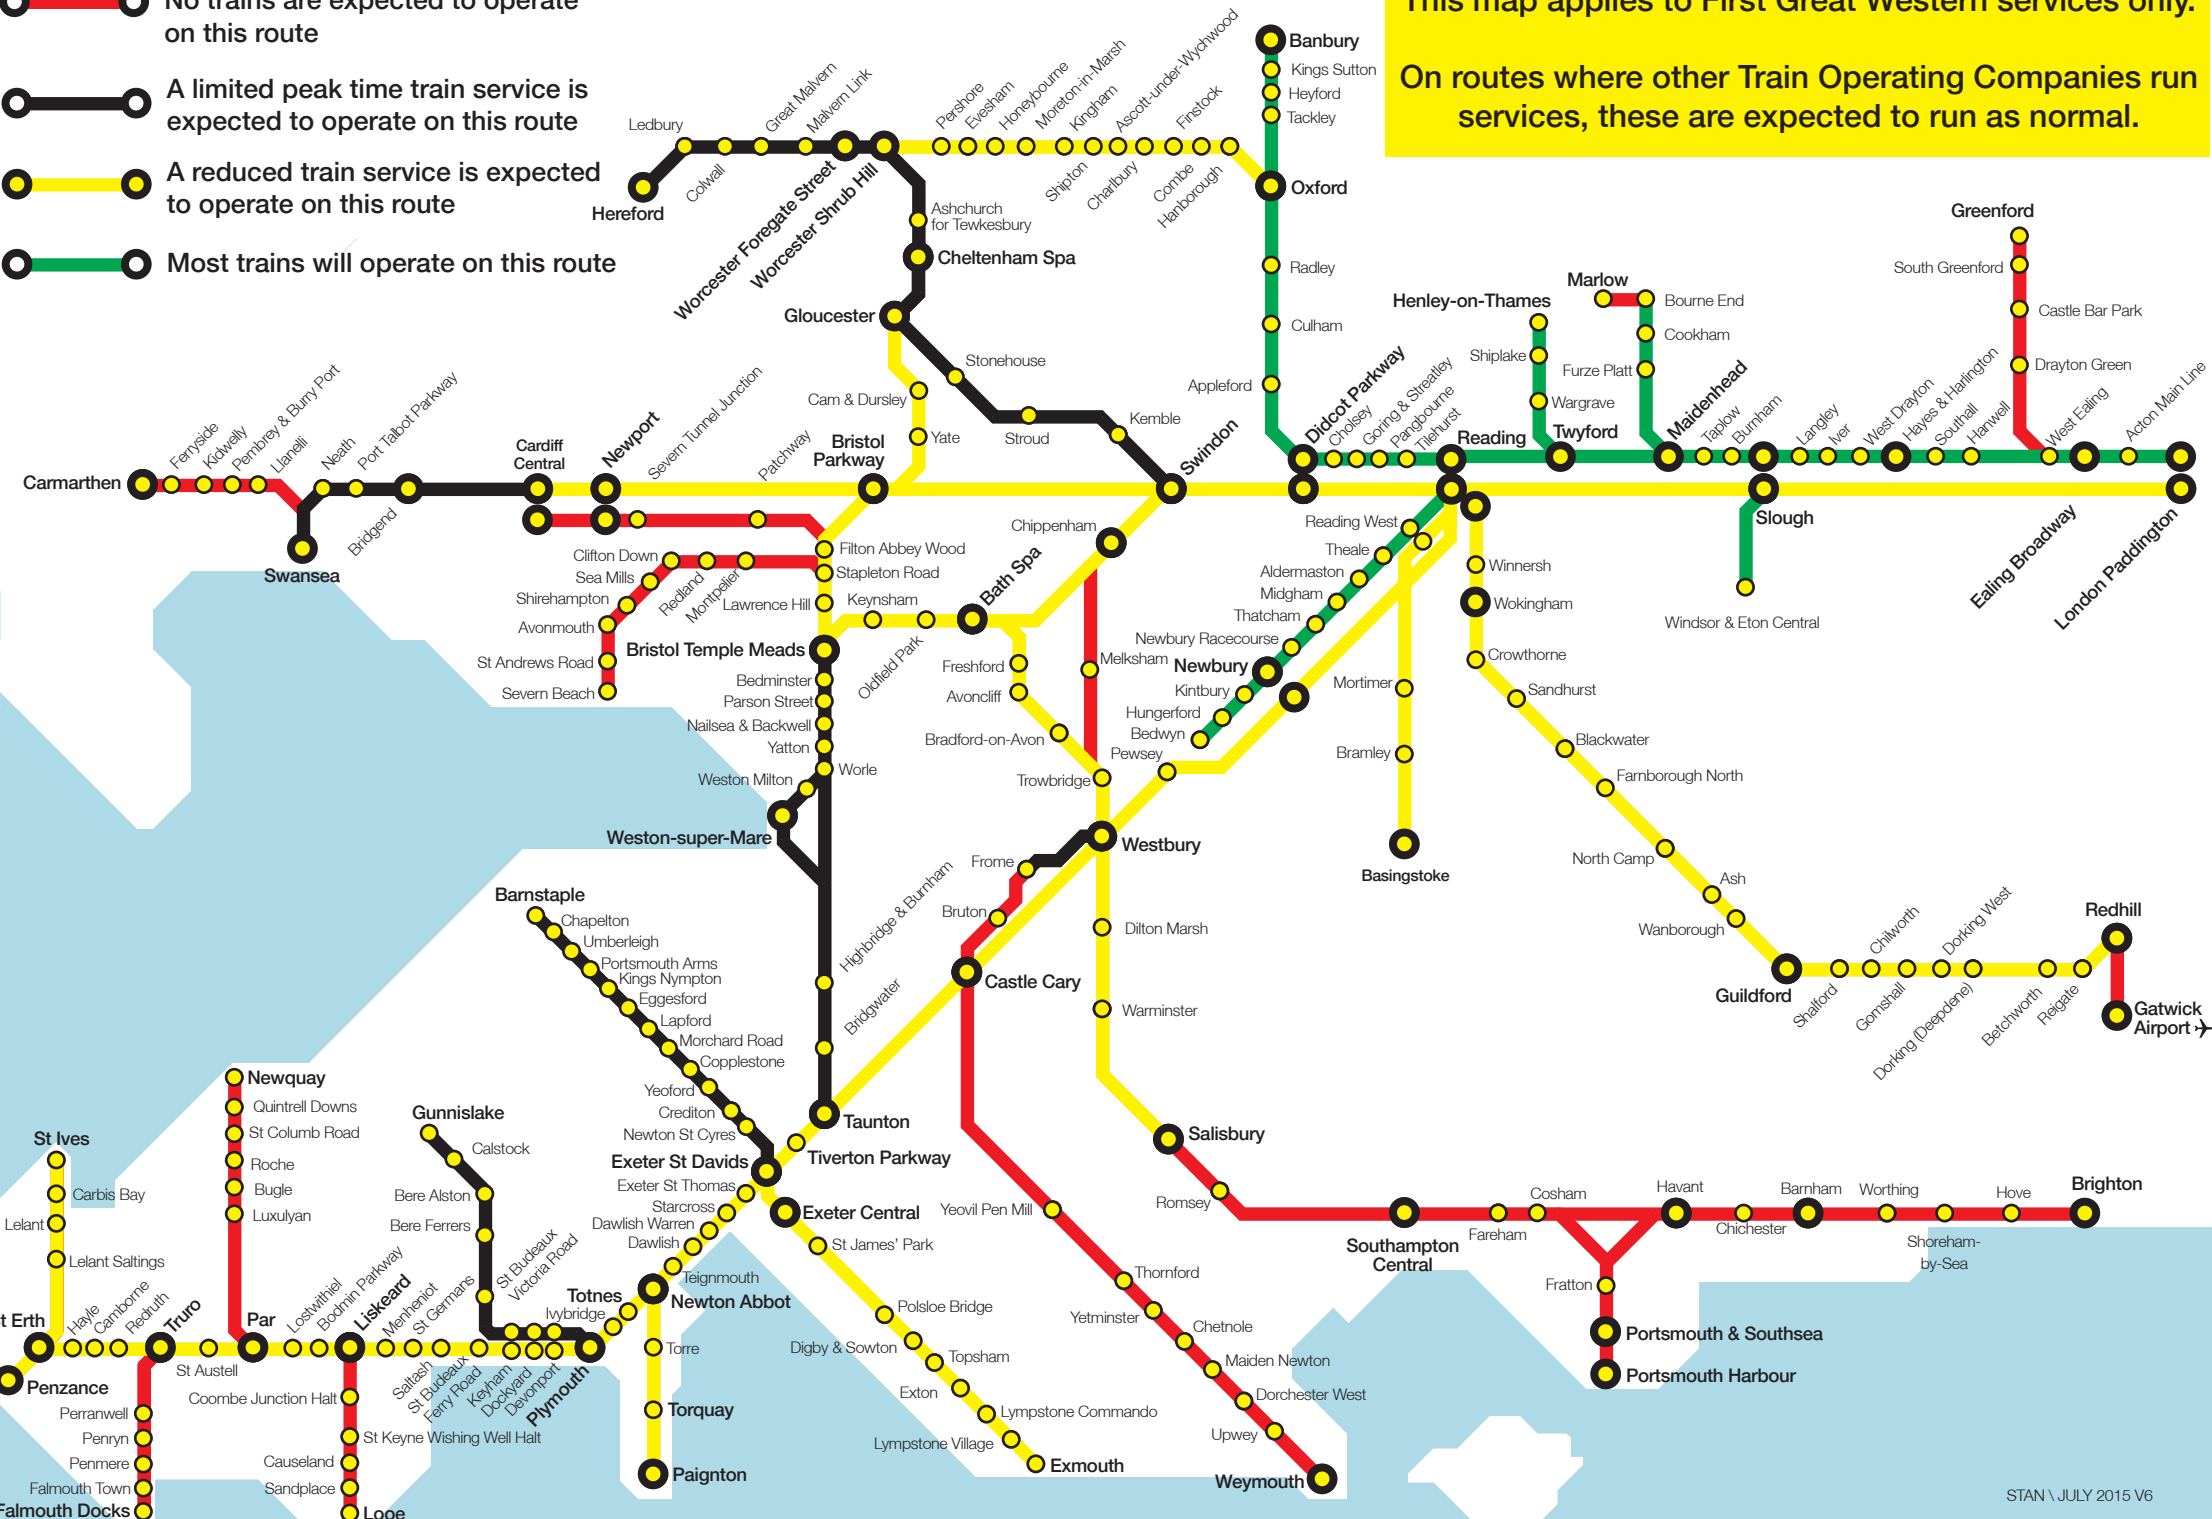 No trains are expected to operate
on this route
A limited peak time train service is
expected to operate on this route
A reduced train service is expected
to operate on this route
Most trains will operate on this route
This map applies to First Great Western services only.
On routes where other Train Operating Companies run
services, these are expected to run as normal.
Banbury
Kings Sutton
Heyford
Tackley
Oxford
Radley
Culham
Appleford
Didcot Parkway
Hereford
Ledbury
Colwall
Great Malvern
Malvern Link
Worcester Foregate Street
Worcester Shrub Hill
Pershore
Evesham
Honeybourne
Moreton-in-Marsh
Kingham
Shipton
Ascott-under-Wychwood
Charlbury
Finstock
Combe
Hanborough
Ashchurch
for Tewkesbury
Cheltenham Spa
Gloucester
Stonehouse
Stroud
Kemble
Swindon
Cam & Dursley
Yate
Bristol
Parkway
Cholsey
Goring & Streatley
Pangbourne
Tilehurst
Reading
Henley-on-Thames
Shiplake
Wargrave
Twyford
Marlow
Bourne End
Cookham
Furze Platt
Maidenhead
Taplow
Burnham
Slough
Windsor & Eton Central
Langley
Iver
West Drayton
Hayes & Harlington
Southall
Hanwell
West Ealing
Ealing Broadway
Acton Main Line
London Paddington
Greenford
South Greenford
Castle Bar Park
Drayton Green
Carmarthen
Ferryside
Kidwelly
Pembrey & Burry Port
Llanelli
Swansea
Neath
Port Talbot Parkway
Bridgend
Cardiff
Central
Newport
Severn Tunnel Junction
Patchway
Filton Abbey Wood
Stapleton Road
Lawrence Hill
Clifton Down
Sea Mills
Redland
Montpelier
Shirehampton
Avonmouth
St Andrews Road
Severn Beach
Bristol Temple Meads
Keynsham
Oldfield Park
Bath Spa
Chippenham
Melksham
Freshford
Avoncliff
Bradford-on-Avon
Trowbridge
Westbury
Bedminster
Parson Street
Nailsea & Backwell
Yatton
Worle
Weston Milton
Weston-super-Mare
Highbridge & Burnham
Bridgwater
Taunton
Reading West
Theale
Aldermaston
Midgham
Thatcham
Newbury Racecourse
Newbury
Kintbury
Hungerford
Bedwyn
Pewsey
Mortimer
Bramley
Basingstoke
Winnersh
Wokingham
Crowthorne
Sandhurst
Blackwater
Farnborough North
North Camp
Ash
Wanborough
Guildford
Shalford
Chilworth
Gomshall
Dorking West
Dorking (Deepdene)
Betchworth
Reigate
Redhill
Gatwick
Airport
Frome
Bruton
Castle Cary
Dilton Marsh
Warminster
Salisbury
Romsey
Southampton
Central
Fareham
Cosham
Fratton
Portsmouth & Southsea
Portsmouth Harbour
Havant
Chichester
Barnham
Worthing
Shoreham-
by-Sea
Hove
Brighton
Yeovil Pen Mill
Thornford
Yetminster
Chetnole
Maiden Newton
Dorchester West
Upwey
Weymouth
Barnstaple
Chapelton
Umberleigh
Portsmouth Arms
Kings Nympton
Eggesford
Lapford
Morchard Road
Copplestone
Yeoford
Crediton
Newton St Cyres
Tiverton Parkway
Exeter St Davids
Exeter St Thomas
Starcross
Dawlish Warren
Dawlish
Teignmouth
Newton Abbot
Torre
Torquay
Paignton
Exeter Central
St James' Park
Polsloe Bridge
Digby & Sowton
Topsham
Exton
Lympstone Commando
Lympstone Village
Exmouth
Totnes
Ivybridge
Plymouth
Gunnislake
Calstock
Bere Alston
Bere Ferrers
St Budeaux
Victoria Road
Devonport
Dockyard
Keyham
St Budeaux
Ferry Road
Saltash
St Germans
Menheniot
Liskeard
Coombe Junction Halt
St Keyne Wishing Well Halt
Causeland
Sandplace
Looe
Bodmin Parkway
Lostwithiel
Par
Newquay
Quintrell Downs
St Columb Road
Roche
Bugle
Luxulyan
St Austell
Truro
Perranwell
Penryn
Penmere
Falmouth Town
Falmouth Docks
Redruth
Camborne
Hayle
t Erth
St Ives
Carbis Bay
Lelant
Lelant Saltings
Penzance
STAN \ JULY 2015 V6